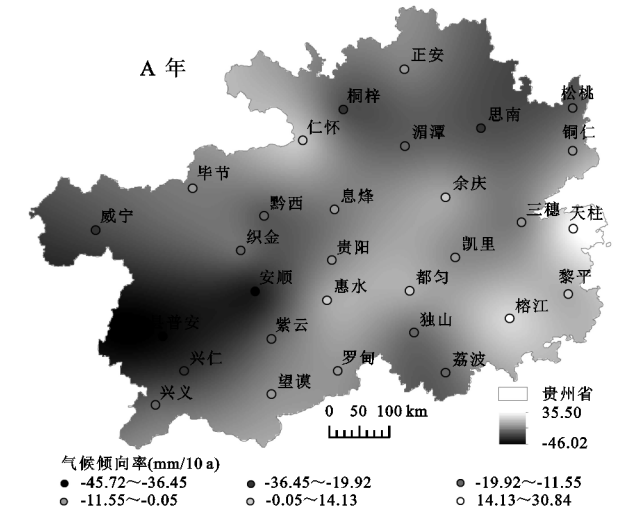 A 年
正安
桐梓
松桃
思南
仁怀
湄潭
铜仁
毕节
余庆
威宁
黔西
息烽
三穗
天柱
织金
贵阳
凯里
安顺
惠水
都匀
黎平
普安
紫云
独山
榕江
兴仁
罗甸
荔波
兴义
望谟
0 50 100 km
贵州省
35.50
-46.02
气候倾向率(mm/10 a)
-45.72～-36.45 -36.45～-19.92 -19.92～-11.55
-11.55～-0.05 -0.05～14.13 14.13～30.84